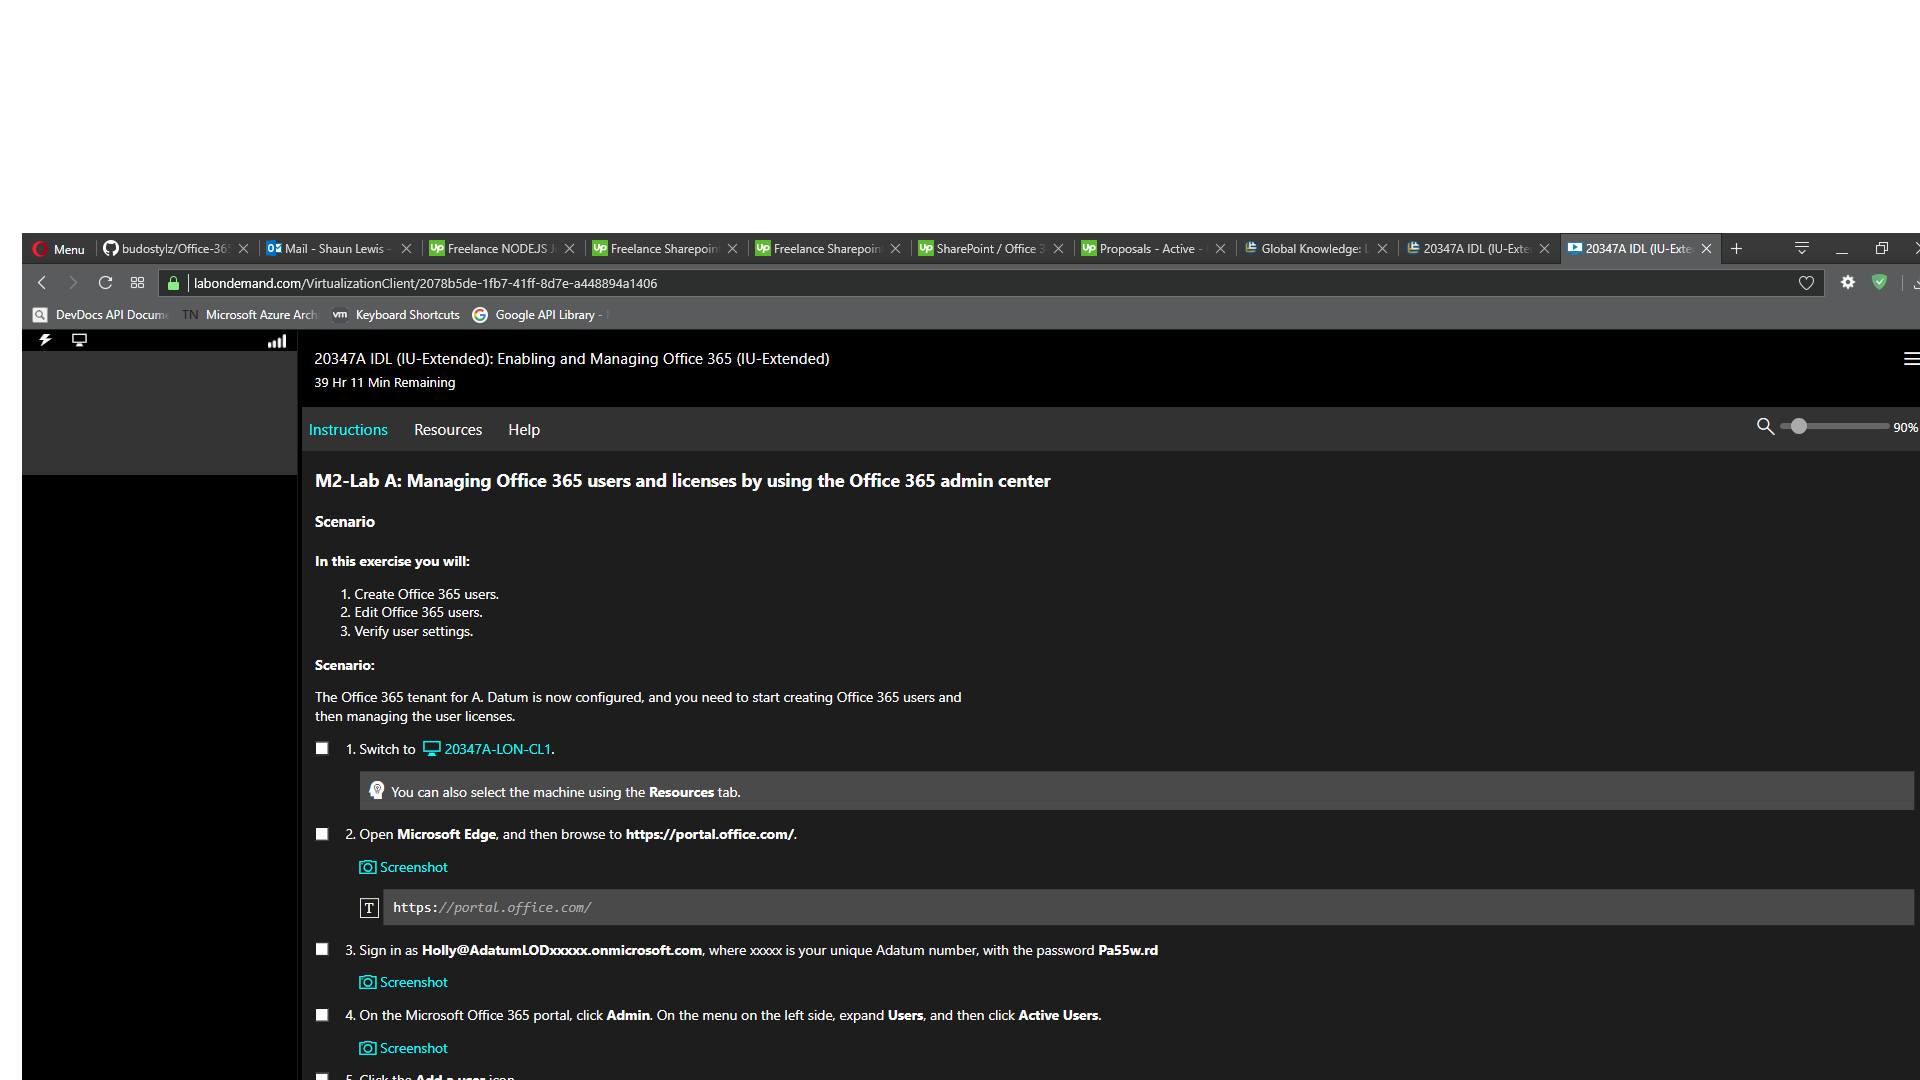 Menu budostylz/Office-36 Mail - Shaun Lewis - Freelance NODEJS J Freelance Sharepoin Freelance Sharepoint SharePoint / Office 3 Proposals - Active - Global Knowledge: L 20347A IDL (IU-Exte 20347A IDL (IU-Exte
labondemand.com/VirtualizationClient/2078b5de-1fb7-41ff-8d7e-a448894a1406
DevDocs API Docume TN Microsoft Azure Arch vm Keyboard Shortcuts Google API Library -
20347A IDL (IU-Extended): Enabling and Managing Office 365 (IU-Extended)
39 Hr 11 Min Remaining
Instructions Resources Help 90%
M2-Lab A: Managing Office 365 users and licenses by using the Office 365 admin center
Scenario
In this exercise you will:
1. Create Office 365 users.
2. Edit Office 365 users.
3. Verify user settings.
Scenario:
The Office 365 tenant for A. Datum is now configured, and you need to start creating Office 365 users and
then managing the user licenses.
1. Switch to 20347A-LON-CL1.
You can also select the machine using the Resources tab.
2. Open Microsoft Edge, and then browse to https://portal.office.com/.
Screenshot
T https://portal.office.com/
3. Sign in as Holly@AdatumLODxxxxx.onmicrosoft.com, where xxxxx is your unique Adatum number, with the password Pa55w.rd
Screenshot
4. On the Microsoft Office 365 portal, click Admin. On the menu on the left side, expand Users, and then click Active Users.
Screenshot
5. Click the Add a user icon.